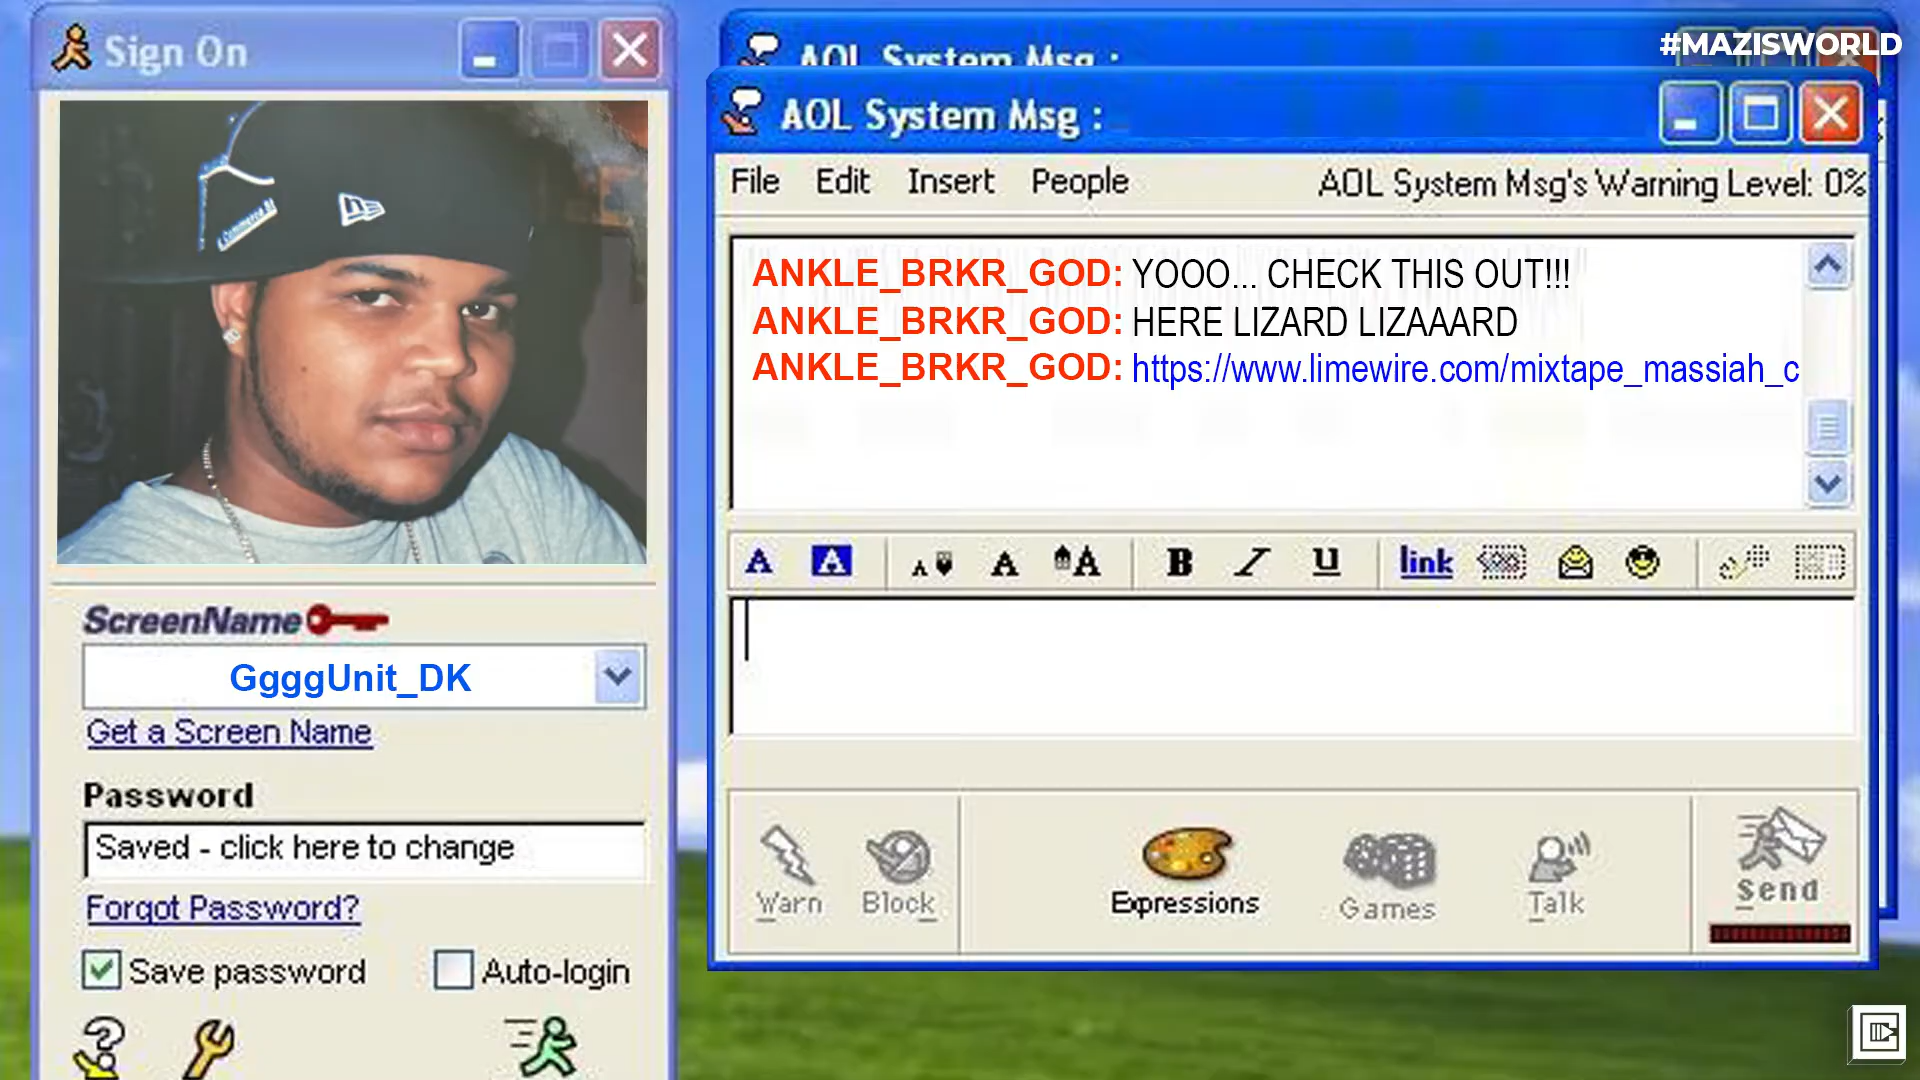 Sign On
AOL System Msg :
#MAZISWORLD
AOL System Msg :
File Edit Insert People
AOL System Msg's Warning Level: 0%
ANKLE_BRKR_GOD: YOOO... CHECK THIS OUT!!!
ANKLE_BRKR_GOD: HERE LIZARD LIZAAARD
ANKLE_BRKR_GOD: https://www.limewire.com/mixtape_massiah_c
A A A A A B I U link
ScreenName
GggggUnit_DK
Get a Screen Name
Password
Saved - click here to change
Forgot Password?
Save password Auto-login
Warn Block Expressions Games Talk Send